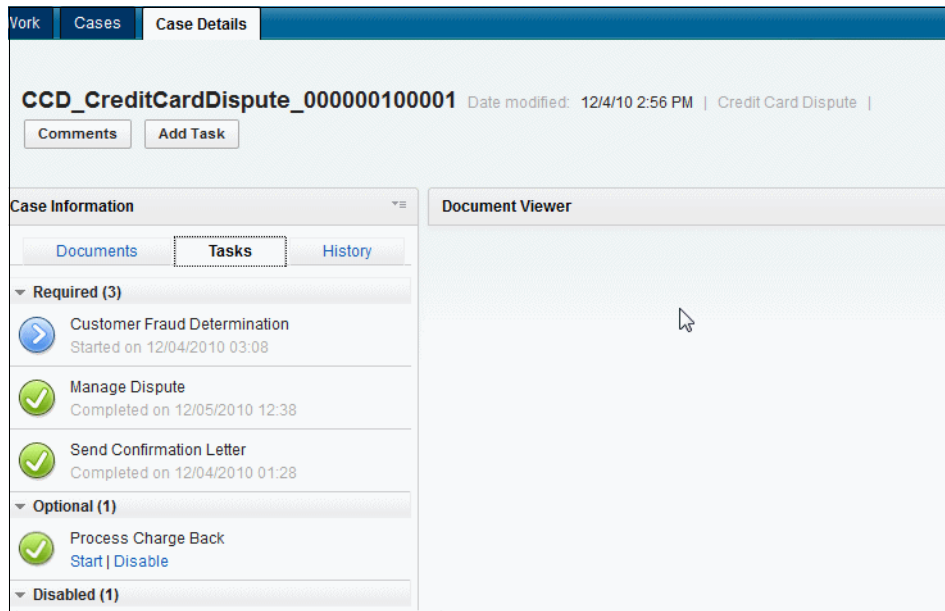 Work Cases Case Details
CCD_CreditCardDispute_000000100001 Date modified: 12/4/10 2:56 PM | Credit Card Dispute |
Comments Add Task
Case Information
Document Viewer
Documents Tasks History
Required (3)
Customer Fraud Determination
Started on 12/04/2010 03:08
Manage Dispute
Completed on 12/05/2010 12:38
Send Confirmation Letter
Completed on 12/04/2010 01:28
Optional (1)
Process Charge Back
Start | Disable
Disabled (1)